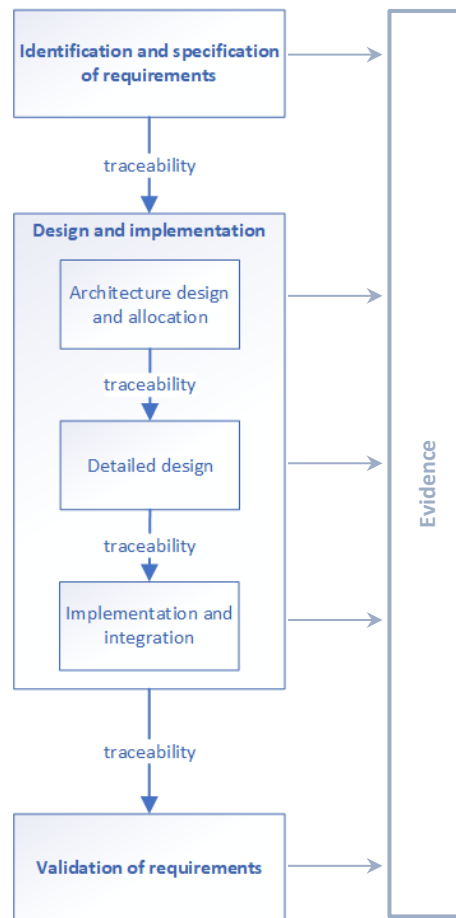 Identification and specification
of requirements
traceability
Design and implementation
Architecture design
and allocation
traceability
Detailed design
traceability
Implementation and
integration
traceability
Validation of requirements
Evidence